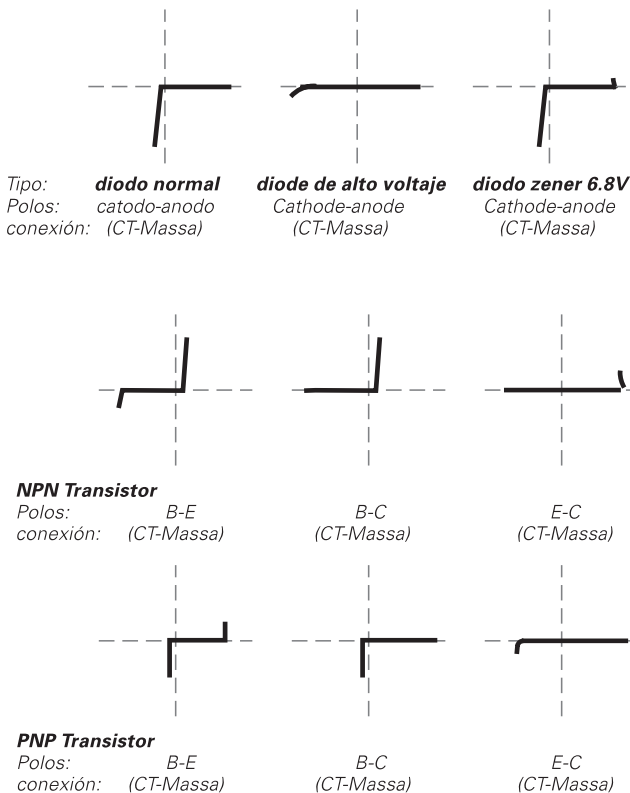 Tipo: diodo normal diode de alto voltaje diodo zener 6.8V
Polos: catodo-anodo Cathode-anode Cathode-anode
conexión: (CT-Massa) (CT-Massa) (CT-Massa)
NPN Transistor
Polos: B-E B-C E-C
conexión: (CT-Massa) (CT-Massa) (CT-Massa)
PNP Transistor
Polos: B-E B-C E-C
conexión: (CT-Massa) (CT-Massa) (CT-Massa)